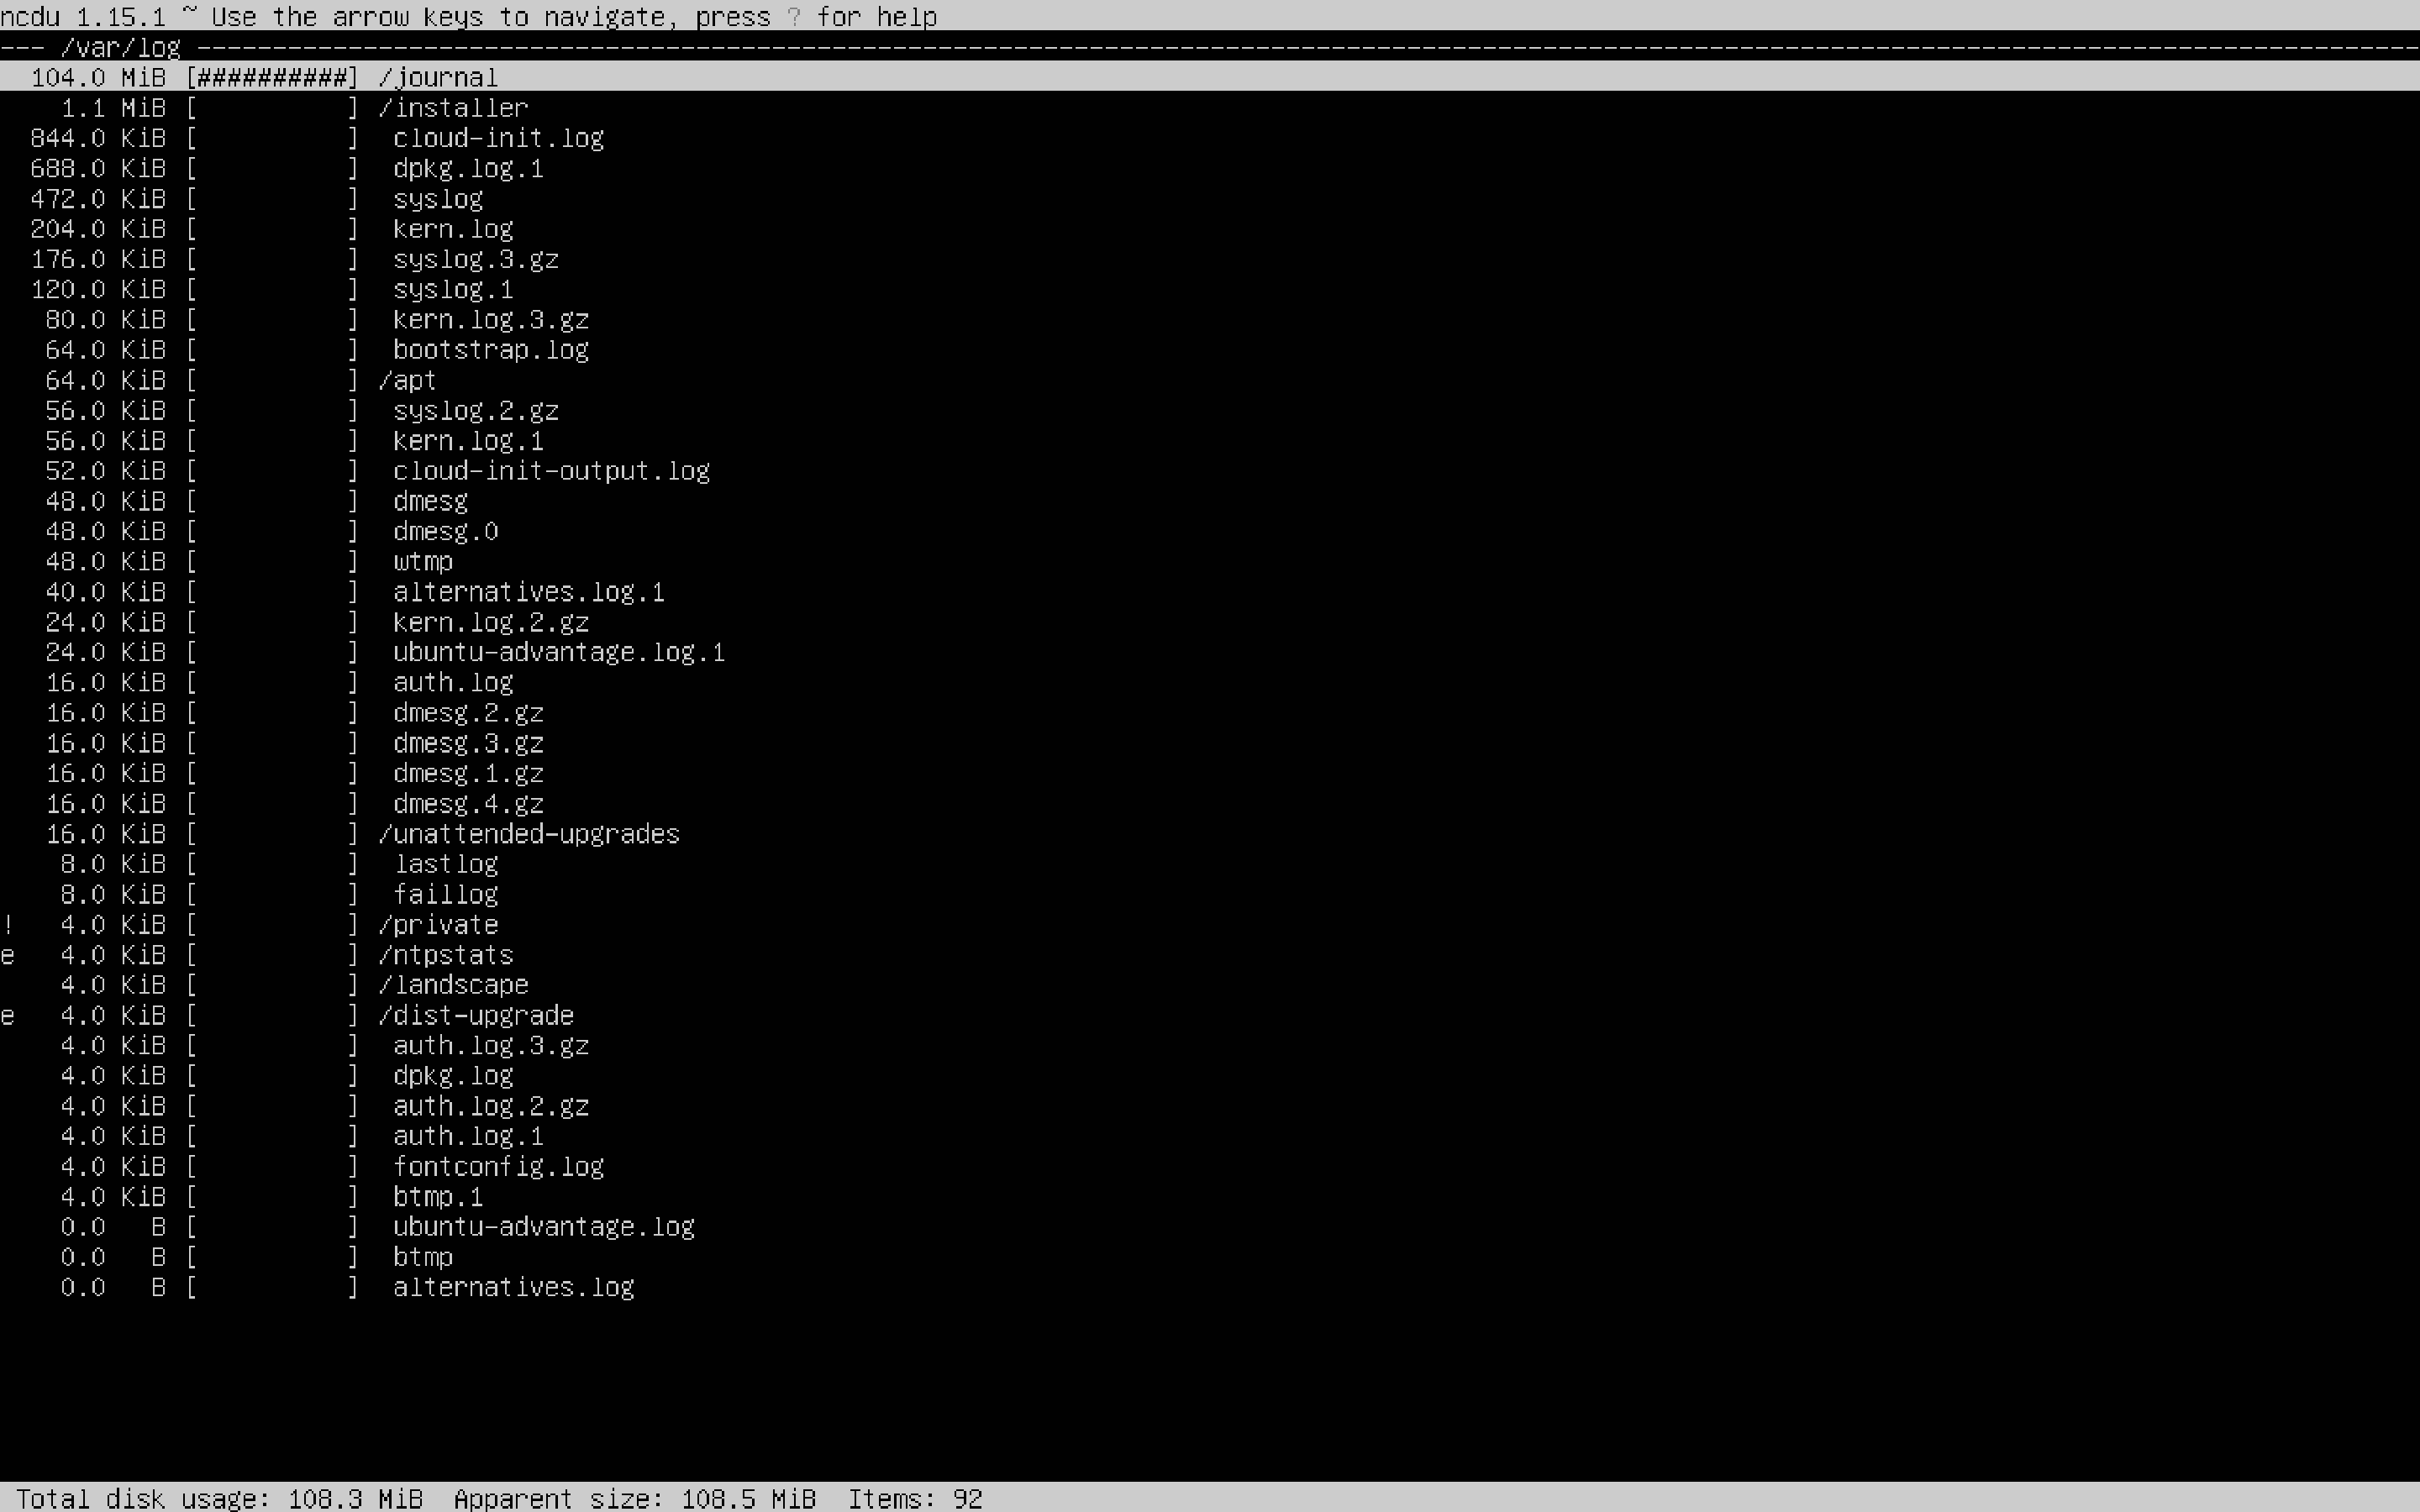 ncdu 1.15.1 ~ Use the arrow keys to navigate, press ? for help
--- /var/log ----------------------------------------------------------------------------------------------------------------------------------------------------
  104.0 MiB [##########] /journal
    1.1 MiB [          ] /installer
  844.0 KiB [          ]  cloud-init.log
  688.0 KiB [          ]  dpkg.log.1
  472.0 KiB [          ]  syslog
  204.0 KiB [          ]  kern.log
  176.0 KiB [          ]  syslog.3.gz
  120.0 KiB [          ]  syslog.1
   80.0 KiB [          ]  kern.log.3.gz
   64.0 KiB [          ]  bootstrap.log
   64.0 KiB [          ] /apt
   56.0 KiB [          ]  syslog.2.gz
   56.0 KiB [          ]  kern.log.1
   52.0 KiB [          ]  cloud-init-output.log
   48.0 KiB [          ]  dmesg
   48.0 KiB [          ]  dmesg.0
   48.0 KiB [          ]  wtmp
   40.0 KiB [          ]  alternatives.log.1
   24.0 KiB [          ]  kern.log.2.gz
   24.0 KiB [          ]  ubuntu-advantage.log.1
   16.0 KiB [          ]  auth.log
   16.0 KiB [          ]  dmesg.2.gz
   16.0 KiB [          ]  dmesg.3.gz
   16.0 KiB [          ]  dmesg.1.gz
   16.0 KiB [          ]  dmesg.4.gz
   16.0 KiB [          ] /unattended-upgrades
    8.0 KiB [          ]  lastlog
    8.0 KiB [          ]  faillog
!   4.0 KiB [          ] /private
e   4.0 KiB [          ] /ntpstats
    4.0 KiB [          ] /landscape
e   4.0 KiB [          ] /dist-upgrade
    4.0 KiB [          ]  auth.log.3.gz
    4.0 KiB [          ]  dpkg.log
    4.0 KiB [          ]  auth.log.2.gz
    4.0 KiB [          ]  auth.log.1
    4.0 KiB [          ]  fontconfig.log
    4.0 KiB [          ]  btmp.1
    0.0   B [          ]  ubuntu-advantage.log
    0.0   B [          ]  btmp
    0.0   B [          ]  alternatives.log
 Total disk usage: 108.3 MiB  Apparent size: 108.5 MiB  Items: 92